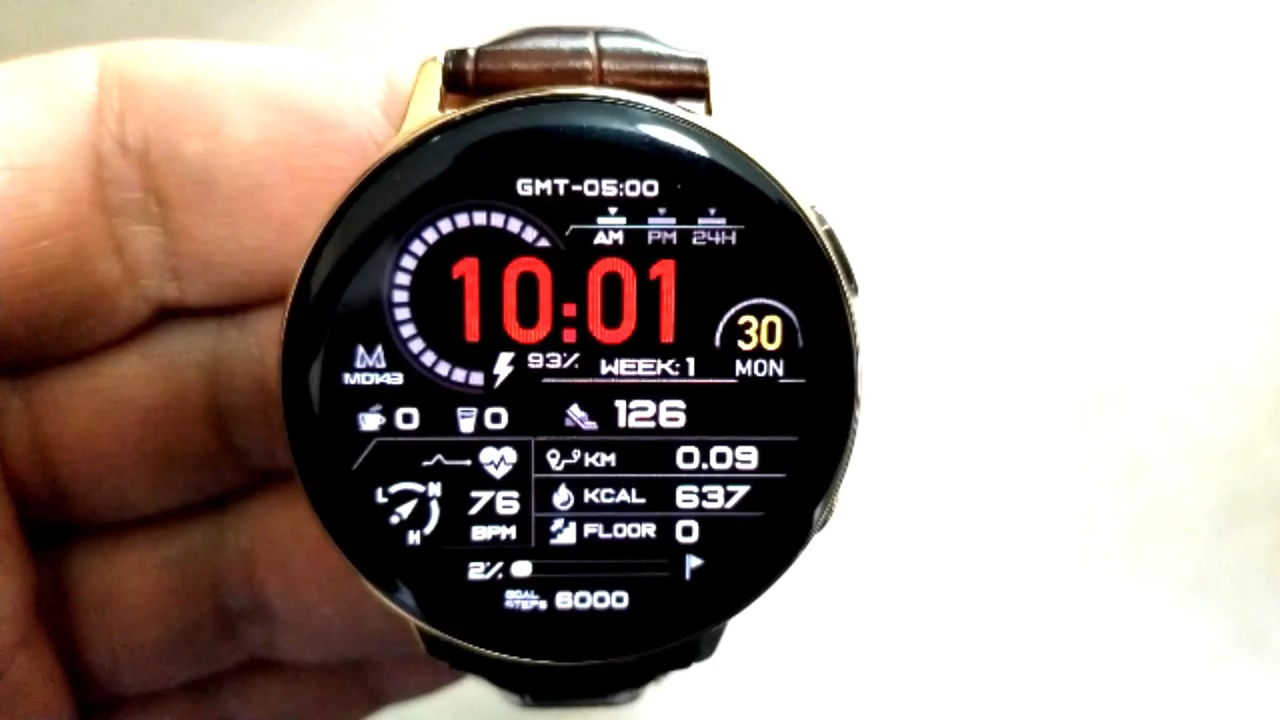 GMT-05:00
AM PM 24H
10:01
30
MON
93% WEEK: 1
MD143
0 0 126
KM 0.09
L N H
76
BPM
KCAL 637
FLOOR 0
2%
GOAL STEPS 6000